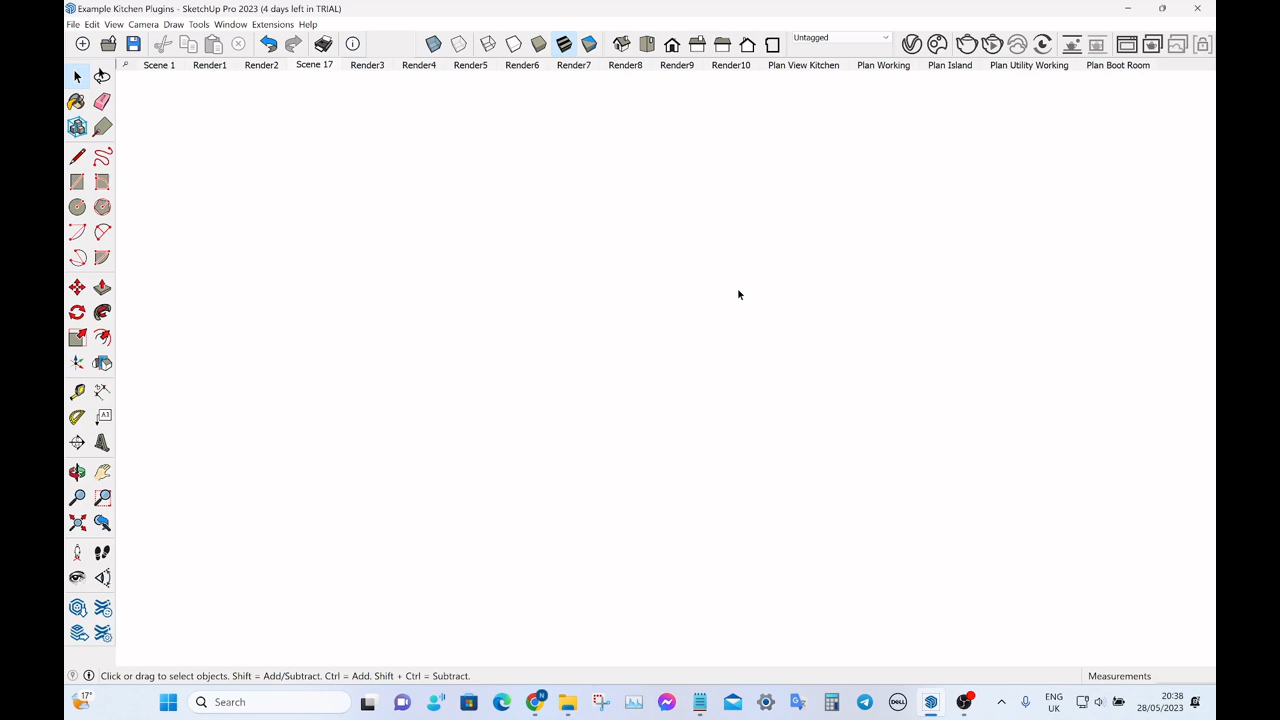 Example Kitchen Plugins - SketchUp Pro 2023 (4 days left in TRIAL)
File Edit View Camera Draw Tools Window Extensions Help
Untagged
Scene 1 Render1 Render2 Scene 17 Render3 Render4 Render5 Render6 Render7 Render8 Render9 Render10 Plan View Kitchen Plan Working Plan Island Plan Utility Working Plan Boot Room
A1
Click or drag to select objects. Shift = Add/Subtract. Ctrl = Add. Shift + Ctrl = Subtract.
Measurements
17°
Search
N
DELL
ENG
UK
20:38
28/05/2023